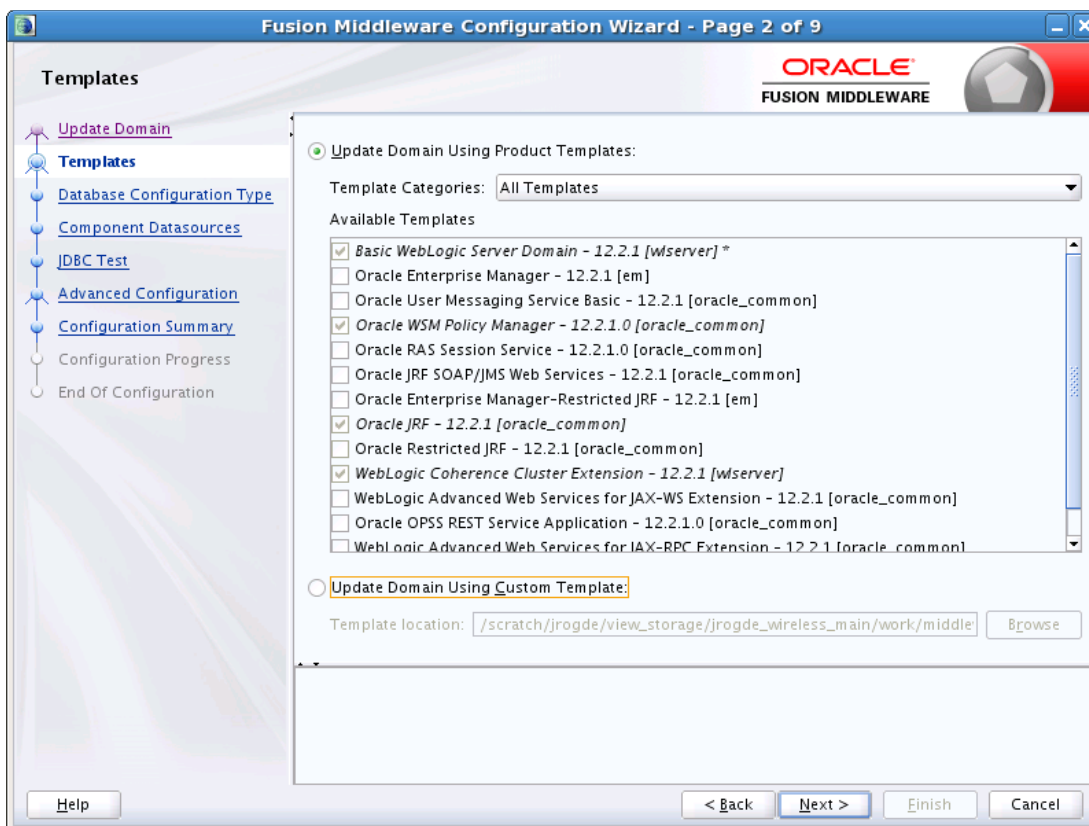 Fusion Middleware Configuration Wizard - Page 2 of 9
Templates
ORACLE
FUSION MIDDLEWARE
Update Domain
Templates
Database Configuration Type
Component Datasources
JDBC Test
Advanced Configuration
Configuration Summary
Configuration Progress
End Of Configuration
Update Domain Using Product Templates:
Template Categories: All Templates
Available Templates
Basic WebLogic Server Domain - 12.2.1 [wlserver] *
Oracle Enterprise Manager - 12.2.1 [em]
Oracle User Messaging Service Basic - 12.2.1 [oracle_common]
Oracle WSM Policy Manager - 12.2.1.0 [oracle_common]
Oracle RAS Session Service - 12.2.1.0 [oracle_common]
Oracle JRF SOAP/JMS Web Services - 12.2.1 [oracle_common]
Oracle Enterprise Manager-Restricted JRF - 12.2.1 [em]
Oracle JRF - 12.2.1 [oracle_common]
Oracle Restricted JRF - 12.2.1 [oracle_common]
WebLogic Coherence Cluster Extension - 12.2.1 [wlserver]
WebLogic Advanced Web Services for JAX-WS Extension - 12.2.1 [oracle_common]
Oracle OPSS REST Service Application - 12.2.1.0 [oracle_common]
WebLogic Advanced Web Services for JAX-RPC Extension - 12.2.1 [oracle_common]
Update Domain Using Custom Template:
Template location: /scratch/jrogde/view_storage/jrogde_wireless_main/work/middle Browse
Help < Back Next > Finish Cancel